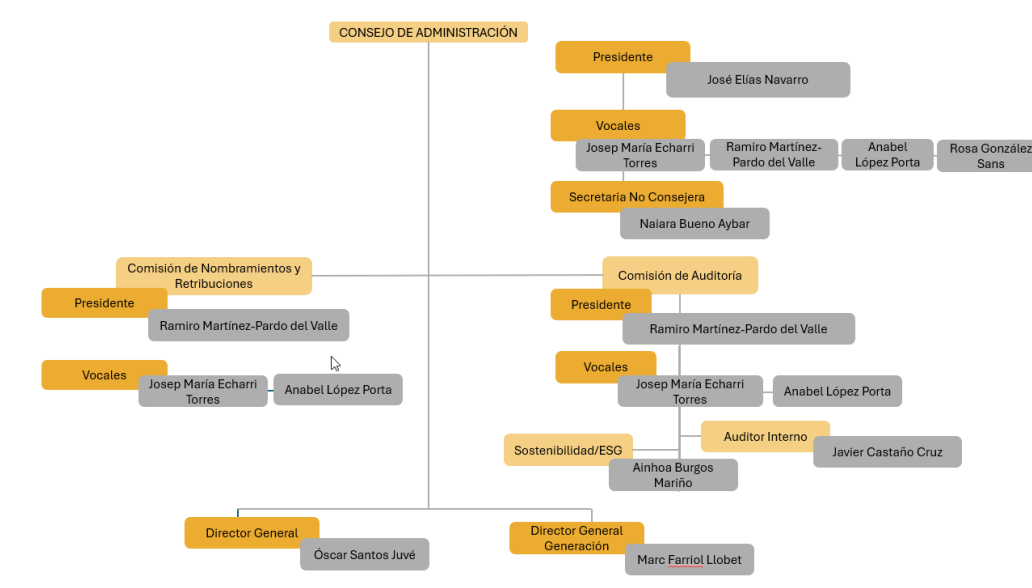 CONSEJO DE ADMINISTRACIÓN
Presidente
José Elías Navarro
Vocales
Josep María Echarri
Torres
Ramiro Martínez-
Pardo del Valle
Anabel
López Porta
Rosa González
Sans
Secretaria No Consejera
Naiara Bueno Aybar
Comisión de Nombramientos y
Retribuciones
Presidente
Ramiro Martínez-Pardo del Valle
Vocales
Josep María Echarri
Torres
Anabel López Porta
Comisión de Auditoría
Presidente
Ramiro Martínez-Pardo del Valle
Vocales
Josep María Echarri
Torres
Anabel López Porta
Auditor Interno
Javier Castaño Cruz
Sostenibilidad/ESG
Ainhoa Burgos
Mariño
Director General
Óscar Santos Juvé
Director General
Generación
Marc Farriol Llobet